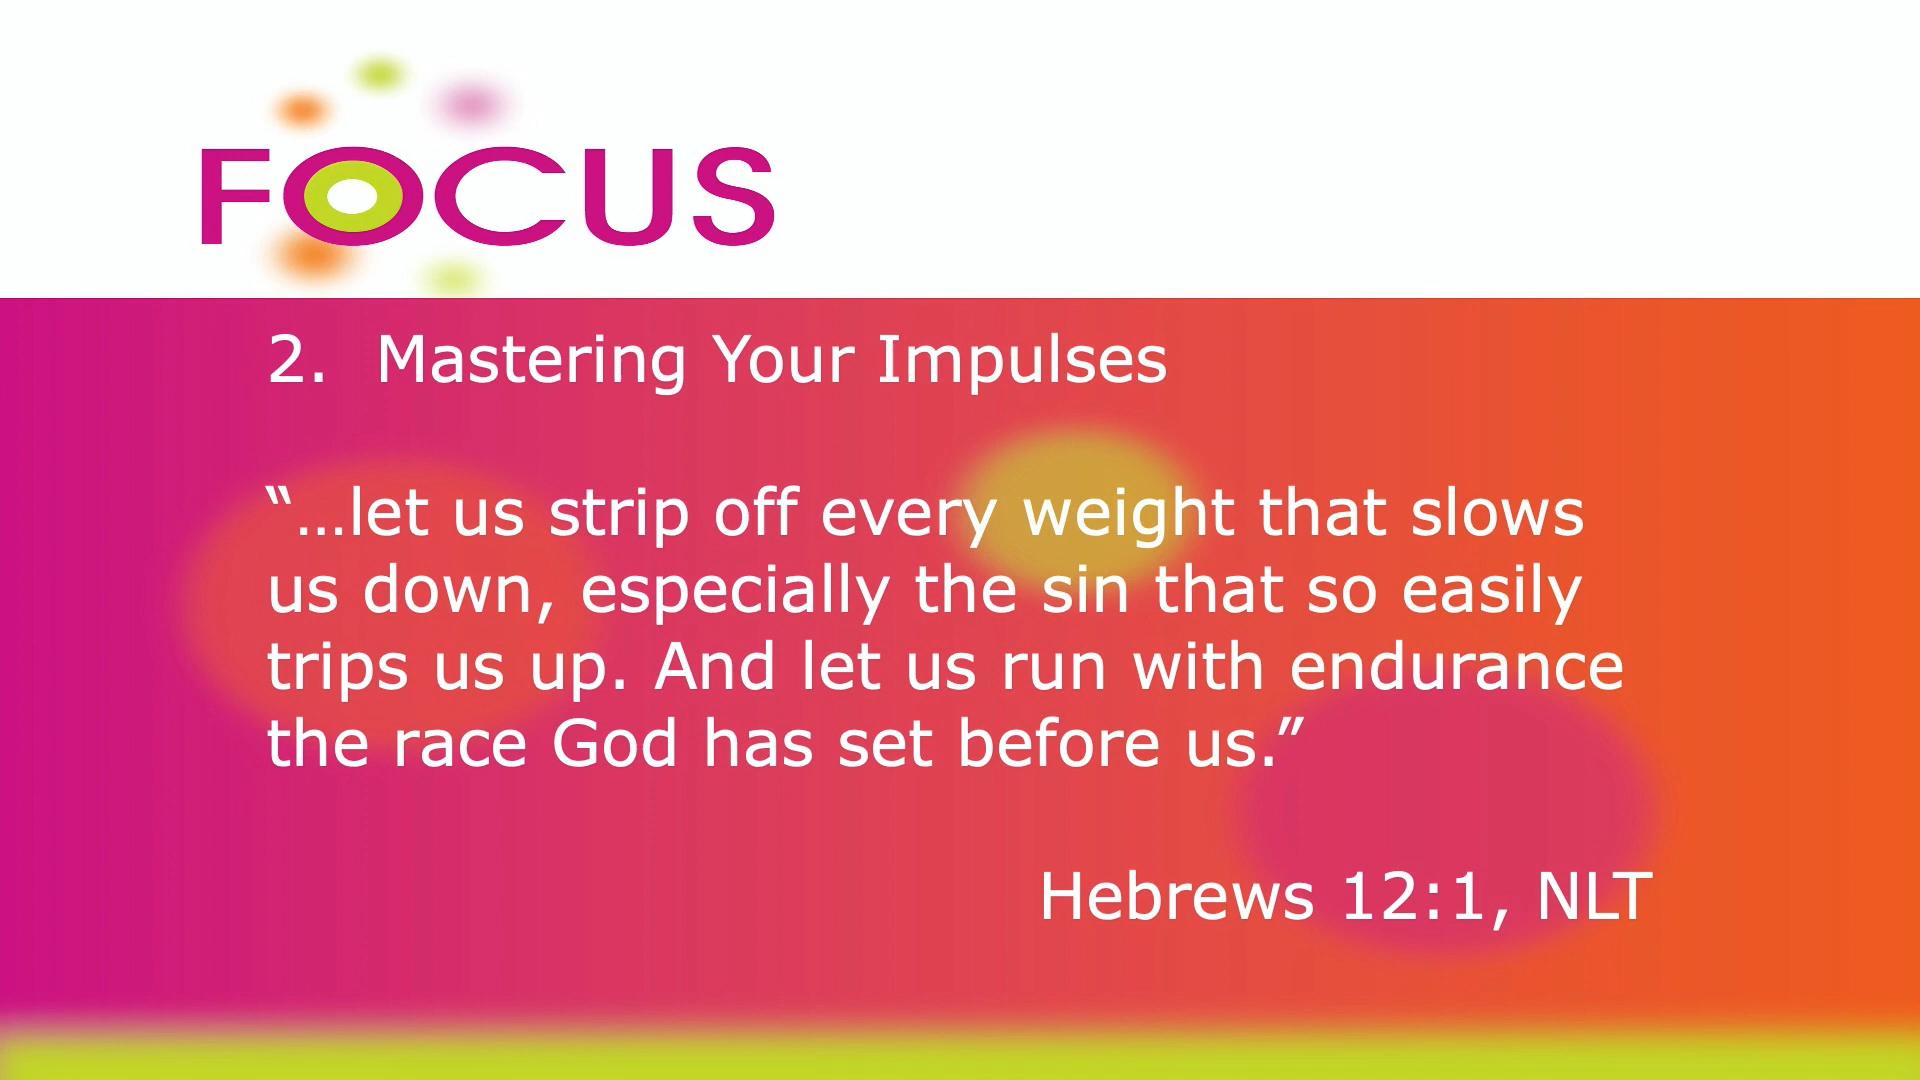 FOCUS
2. Mastering Your Impulses
“…let us strip off every weight that slows
us down, especially the sin that so easily
trips us up. And let us run with endurance
the race God has set before us.”
Hebrews 12:1, NLT